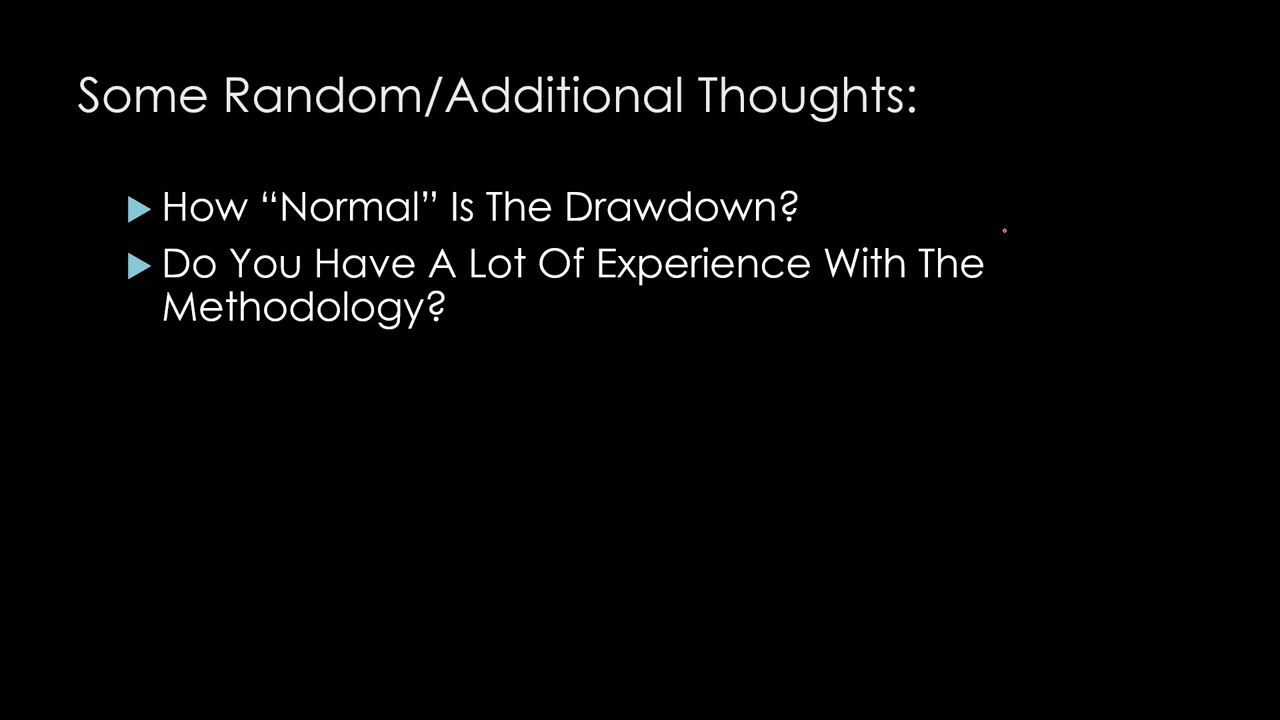 Some Random/Additional Thoughts:
How “Normal” Is The Drawdown?
Do You Have A Lot Of Experience With The
Methodology?